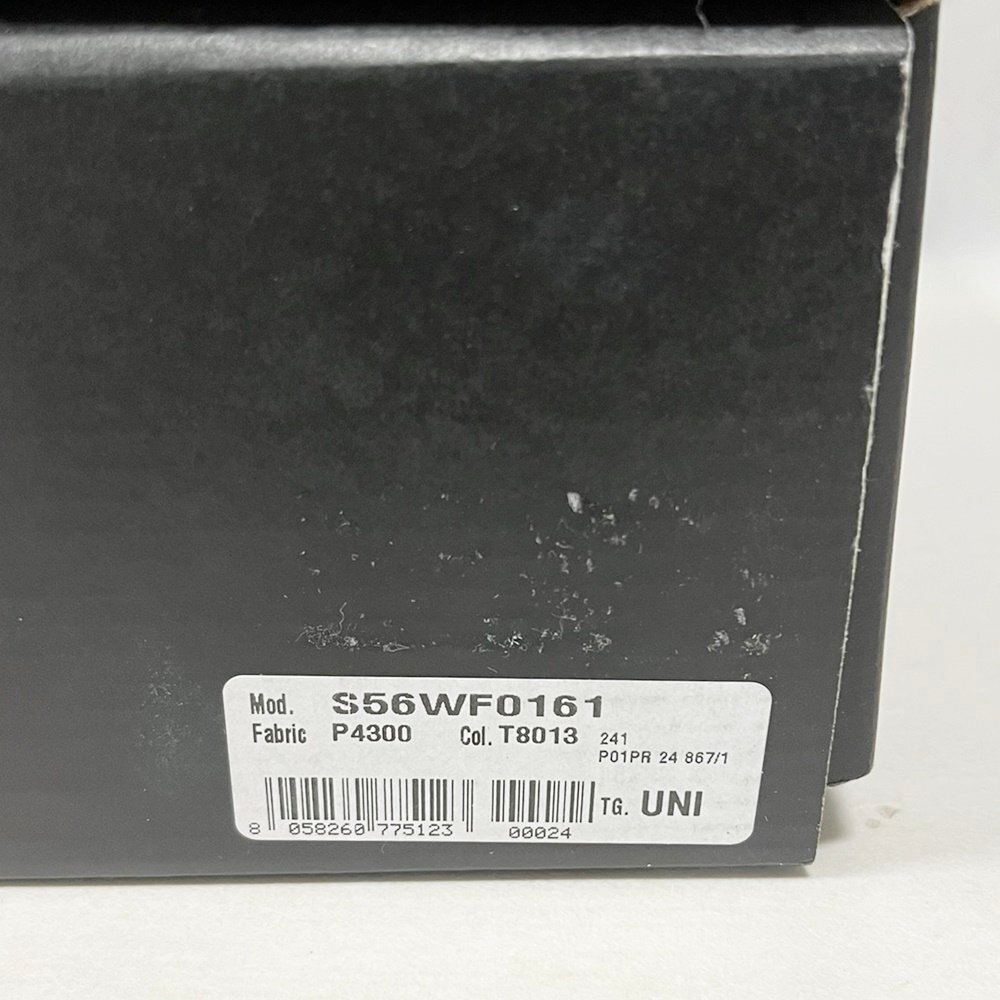 Mod. S56WF0161
Fabric P4300 Col. T8013 241
P01PR 24 867/1
TG. UNI
8 058260 775123 00024